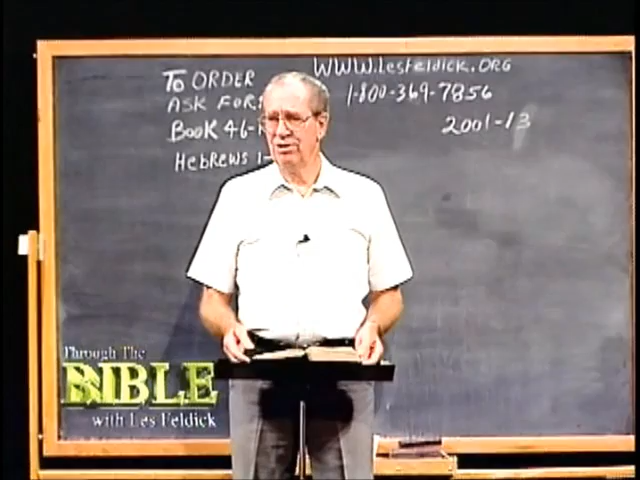 WWW.lesfeldick.ORG
To ORDER
1-800-369-7856
ASK FOR:
2001-13
BOOK 46-
HEBREWS 1-
Through The
BIBLE
with Les Feldick